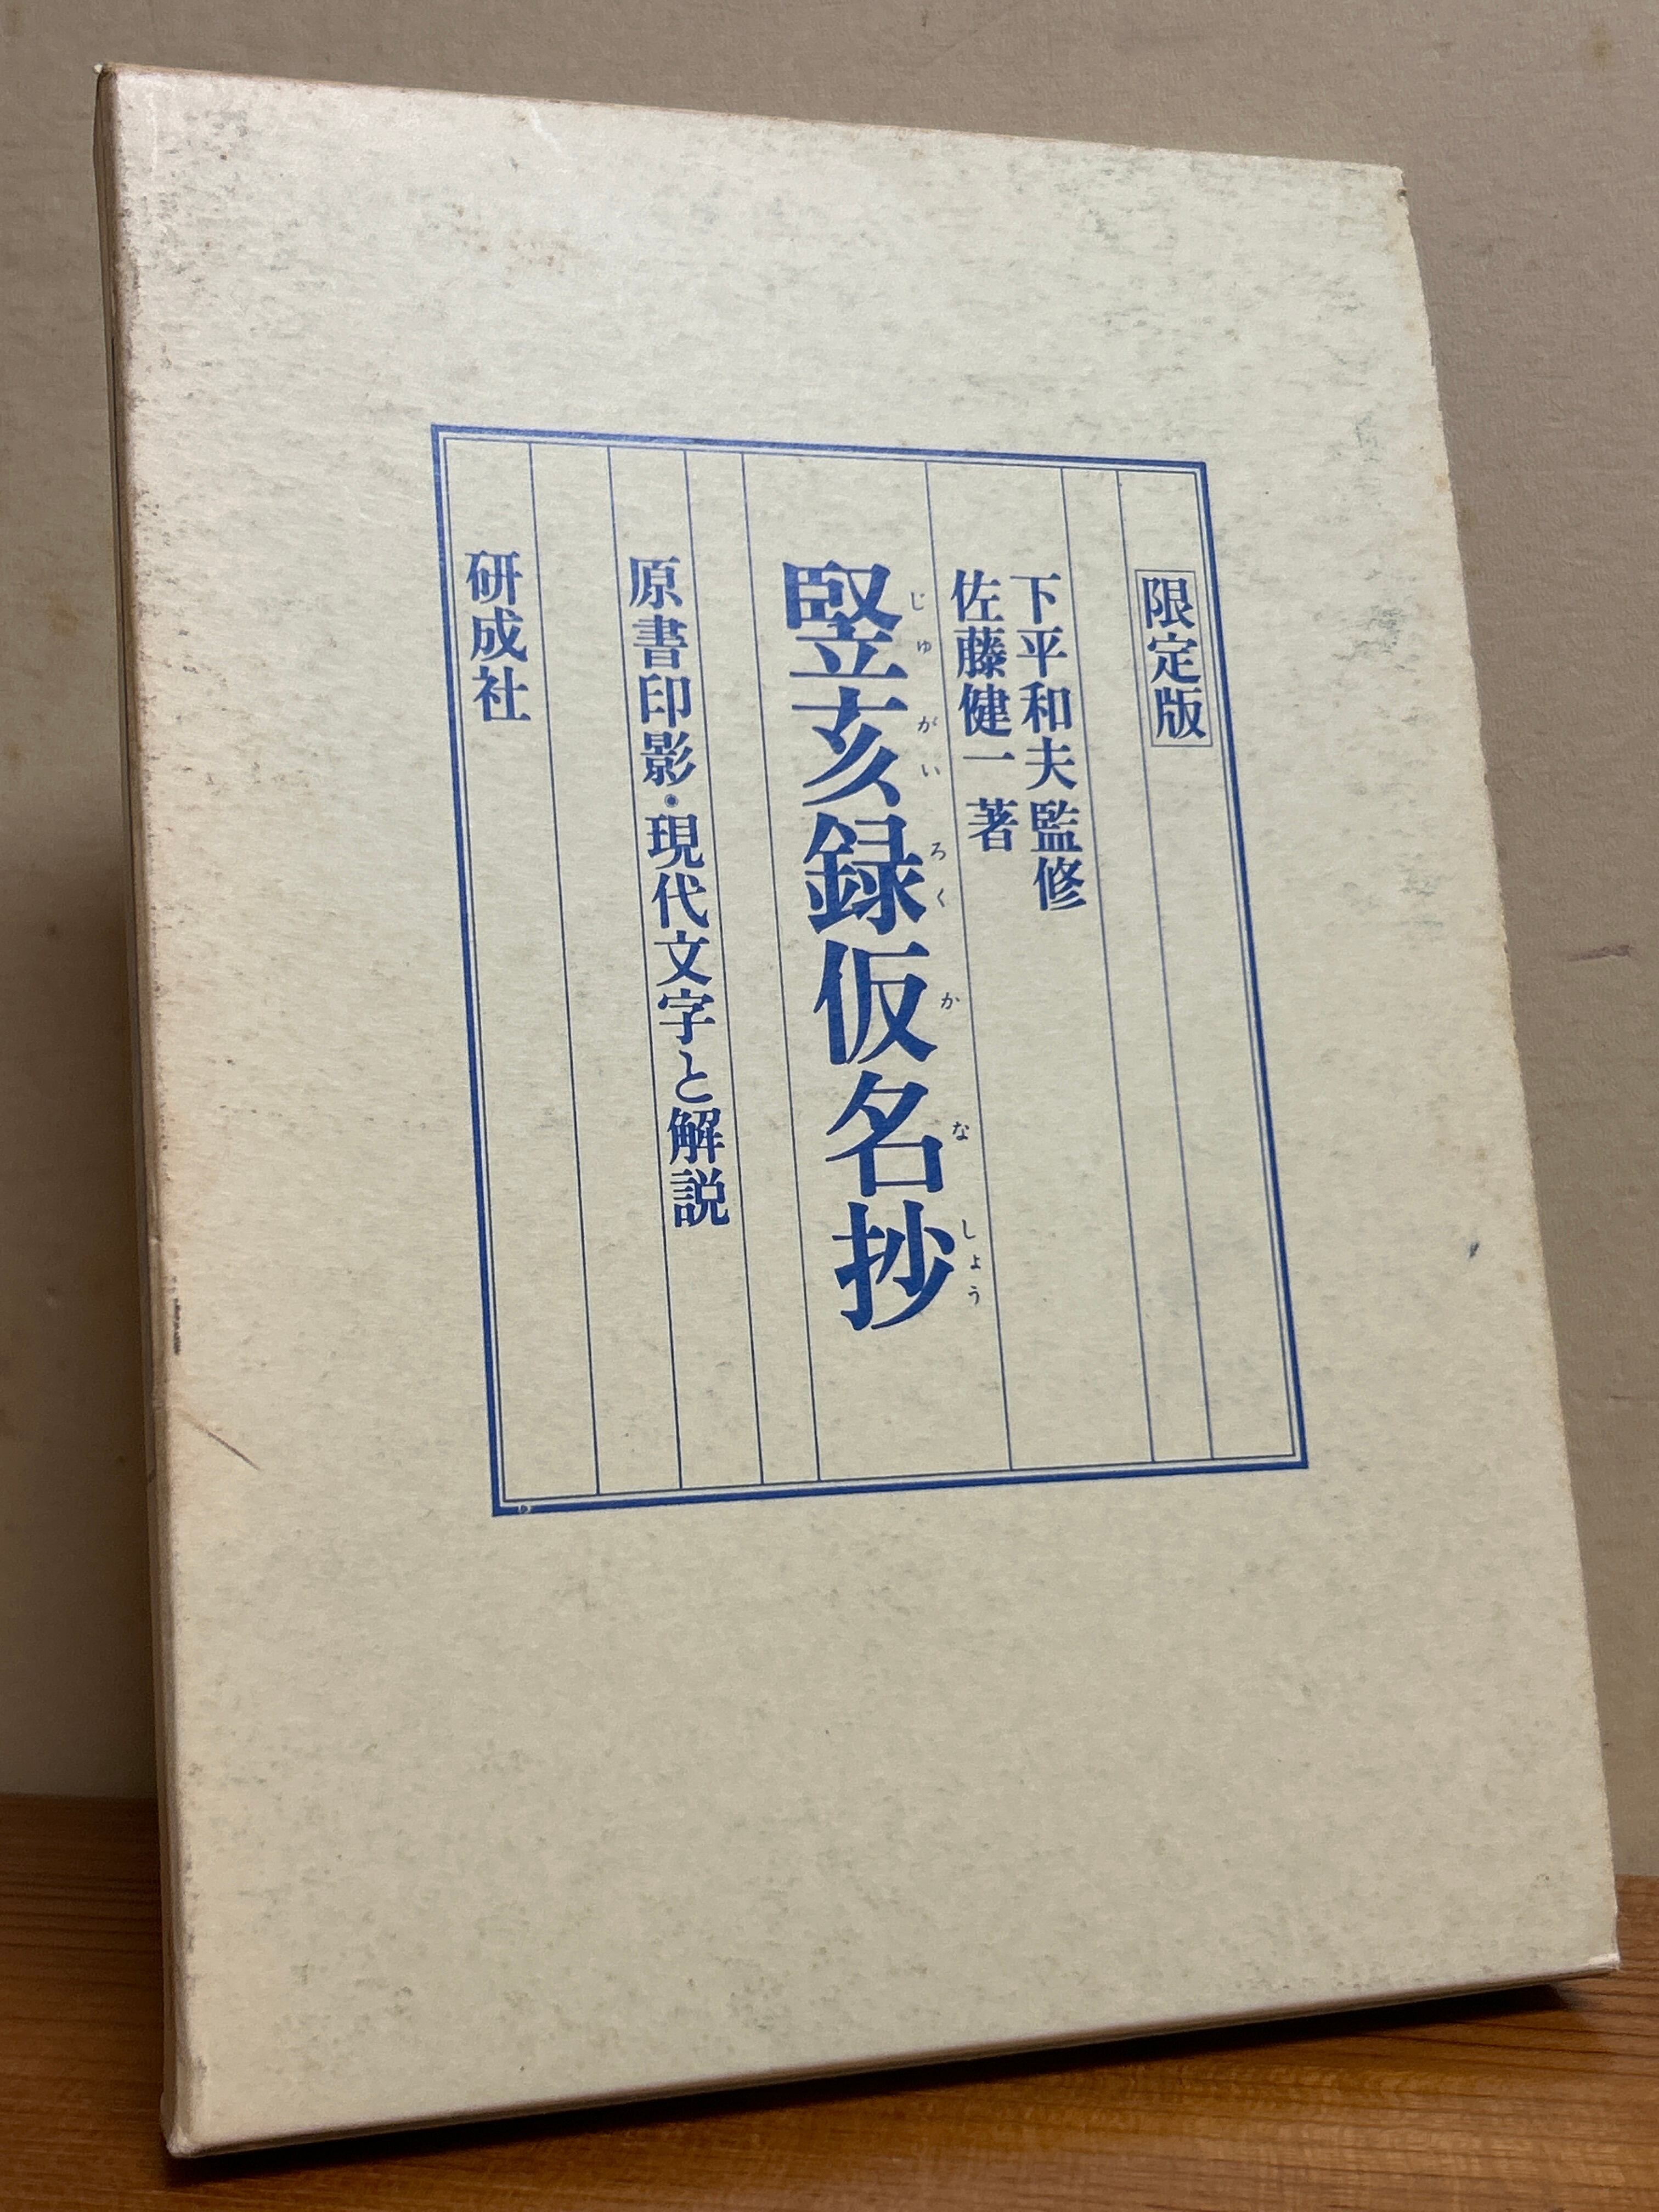 限定版
下平和夫 監修
佐藤健一 著
じゅがいろくかなしょう
竪亥録仮名抄
原書印影・現代文字と解説
研成社